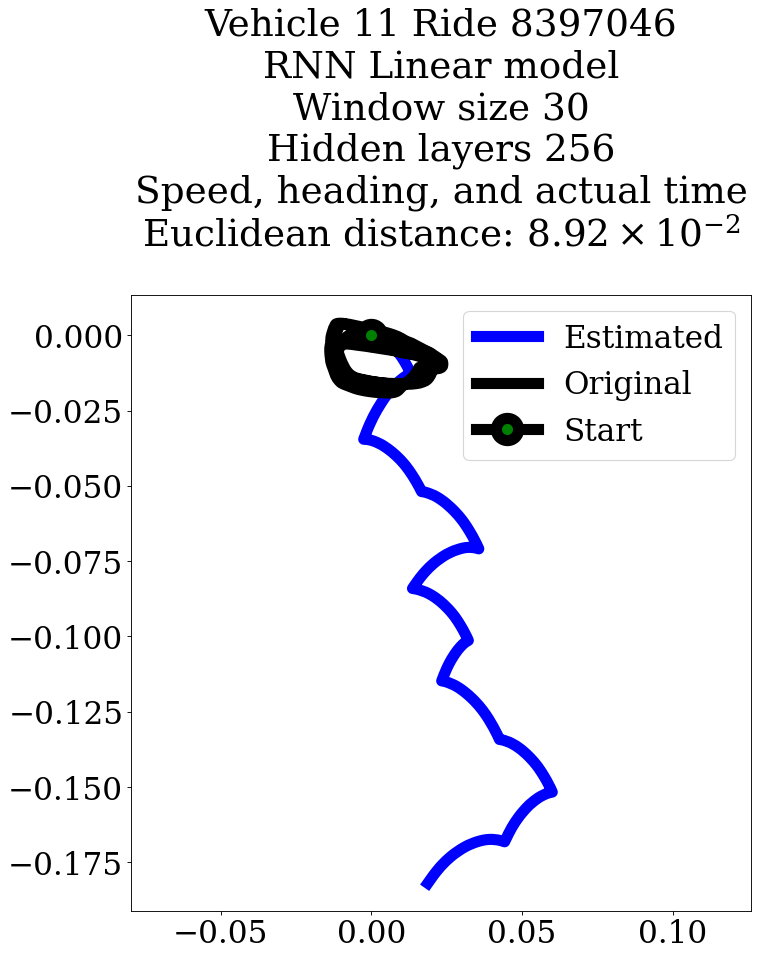 Vehicle 11 Ride 8397046
RNN Linear model
Window size 30
Hidden layers 256
Speed, heading, and actual time
Euclidean distance: 8.92 × 10⁻²
Estimated
Original
Start
0.000
−0.025
−0.050
−0.075
−0.100
−0.125
−0.150
−0.175
−0.05 0.00 0.05 0.10